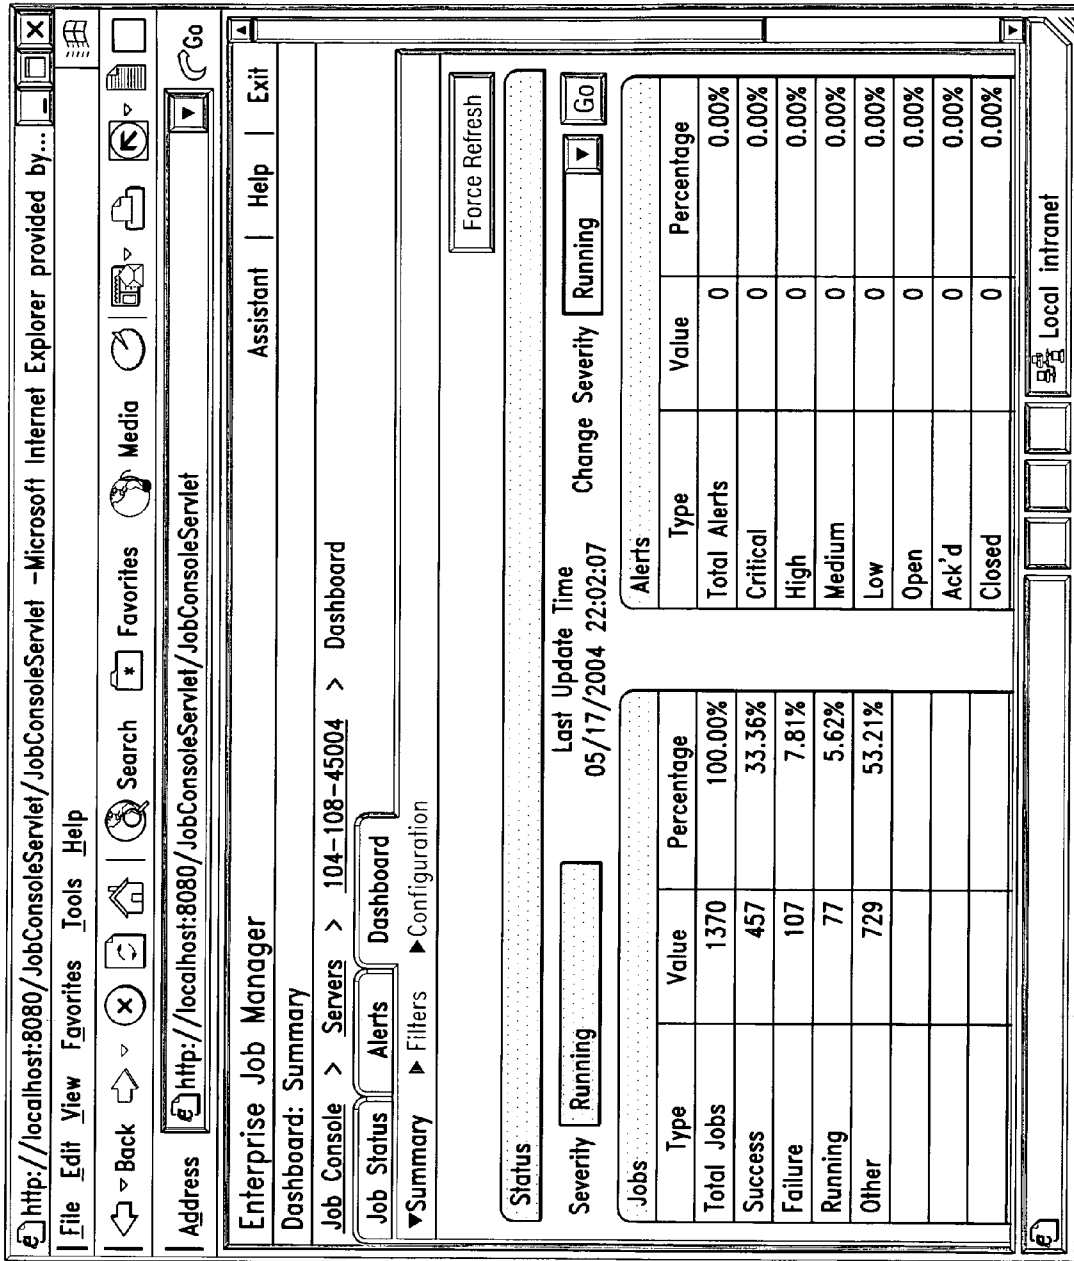 http://localhost:8080/JobConsoleServlet/JobConsoleServlet -Microsoft Internet Explorer provided by...
File Edit View Favorites Tools Help
Back Search Favorites Media
Address http://localhost:8080/JobConsoleServlet/JobConsoleServlet Go
Enterprise Job Manager Assistant | Help | Exit
Dashboard: Summary
Job Console > Servers > 104-108-45004 > Dashboard
Job Status Alerts Dashboard
▼Summary ▶Filters ▶Configuration
Force Refresh
Status
Last Update Time
Severity Running 05/17/2004 22:02:07 Change Severity Running Go
Jobs
Type Value Percentage
Total Jobs 1370 100.00%
Success 457 33.36%
Failure 107 7.81%
Running 77 5.62%
Other 729 53.21%
Alerts
Type Value Percentage
Total Alerts 0 0.00%
Critical 0 0.00%
High 0 0.00%
Medium 0 0.00%
Low 0 0.00%
Open 0 0.00%
Ack'd 0 0.00%
Closed 0 0.00%
Local intranet